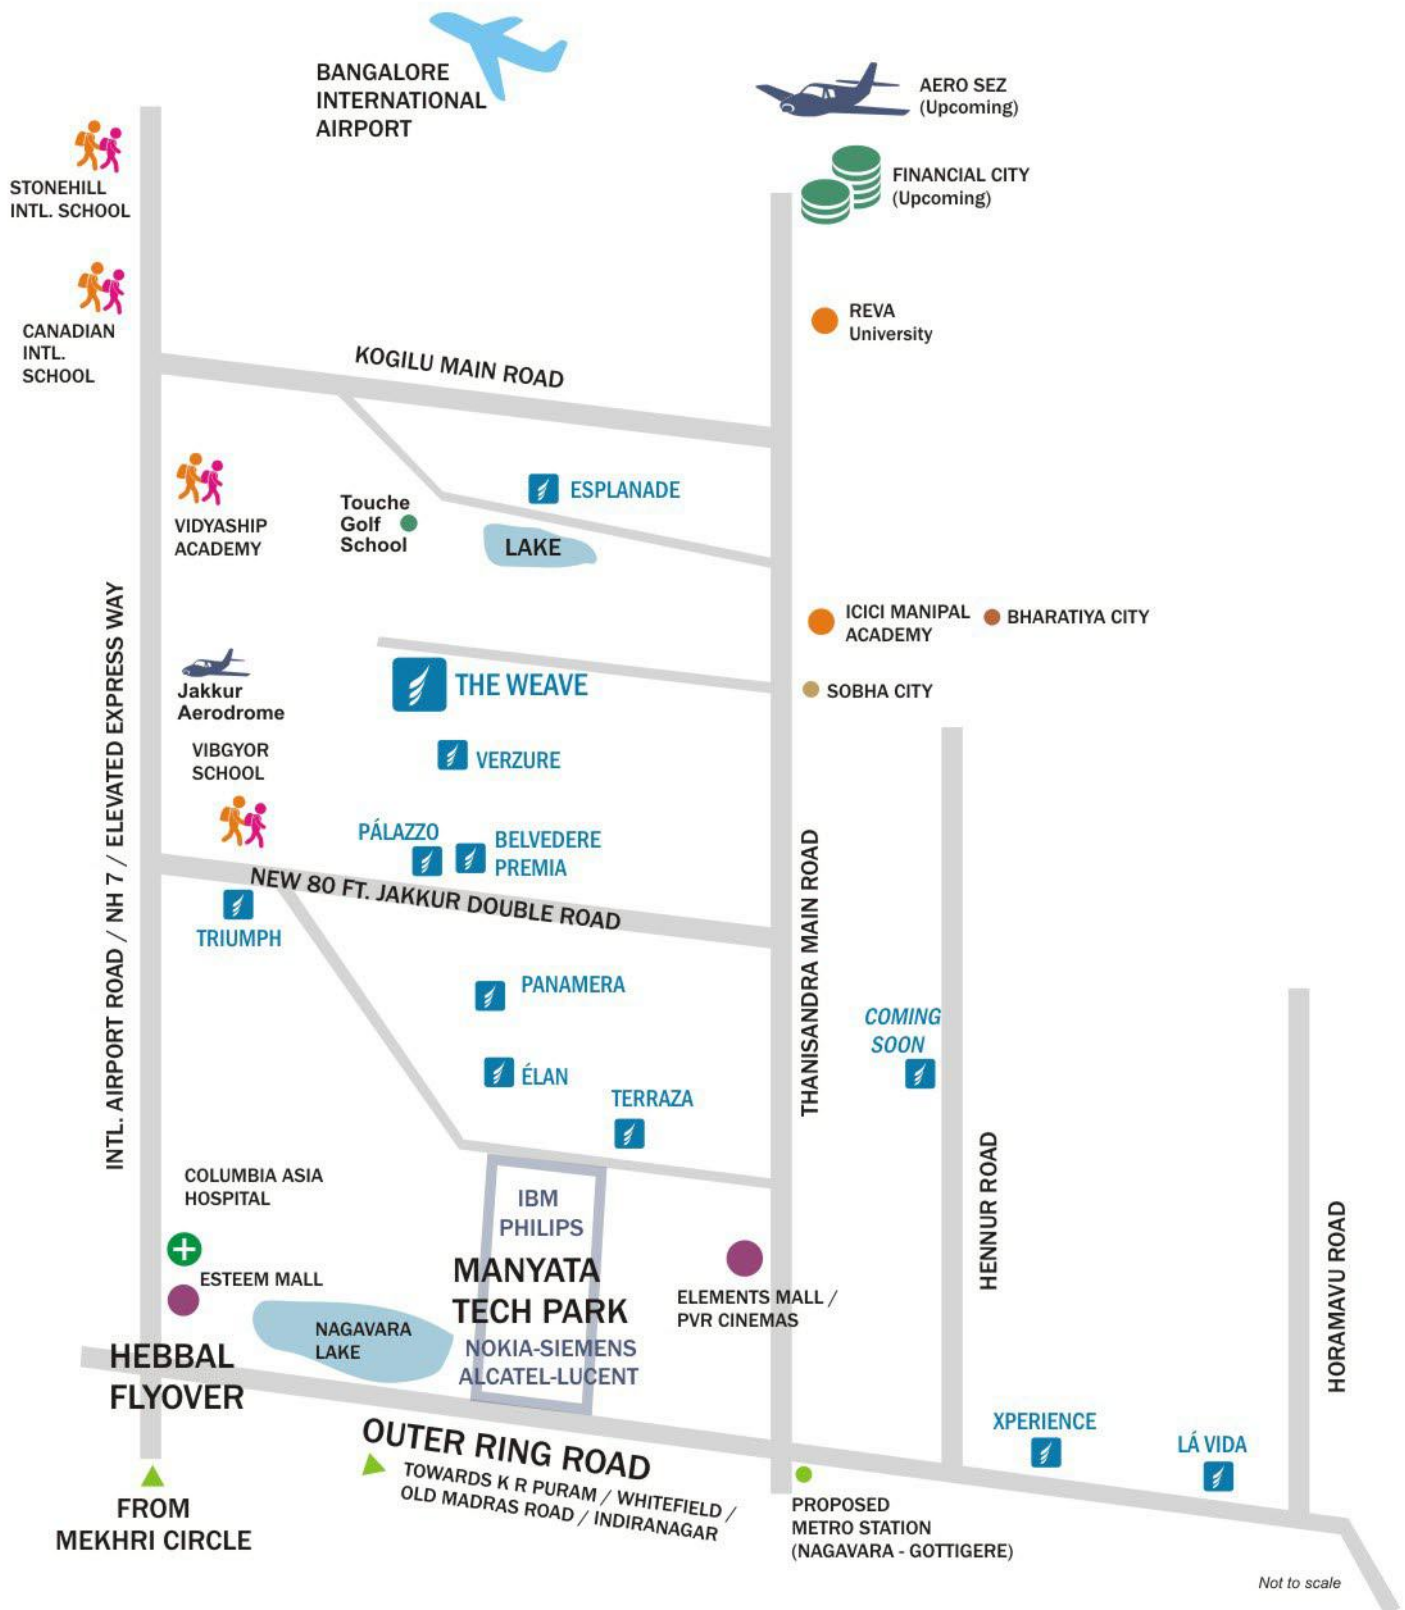 BANGALORE
INTERNATIONAL
AIRPORT
AERO SEZ
(Upcoming)
FINANCIAL CITY
(Upcoming)
STONEHILL
INTL. SCHOOL
CANADIAN
INTL.
SCHOOL
REVA
University
KOGILU MAIN ROAD
VIDYASHIP
ACADEMY
Touche
Golf
School
ESPLANADE
LAKE
ICICI MANIPAL
ACADEMY
BHARATIYA CITY
SOBHA CITY
INTL. AIRPORT ROAD / NH 7 / ELEVATED EXPRESS WAY
Jakkur
Aerodrome
THE WEAVE
VERZURE
VIBGYOR
SCHOOL
PÁLAZZO
BELVEDERE
PREMIA
NEW 80 FT. JAKKUR DOUBLE ROAD
TRIUMPH
THANISANDRA MAIN ROAD
PANAMERA
ÉLAN
TERRAZA
COMING
SOON
HENNUR ROAD
HORAMAVU ROAD
COLUMBIA ASIA
HOSPITAL
ESTEEM MALL
IBM
PHILIPS
MANYATA
TECH PARK
NOKIA-SIEMENS
ALCATEL-LUCENT
ELEMENTS MALL /
PVR CINEMAS
NAGAVARA
LAKE
HEBBAL
FLYOVER
OUTER RING ROAD
TOWARDS K R PURAM / WHITEFIELD /
OLD MADRAS ROAD / INDIRANAGAR
XPERIENCE
LÁ VIDA
FROM
MEKHRI CIRCLE
PROPOSED
METRO STATION
(NAGAVARA - GOTTIGERE)
Not to scale